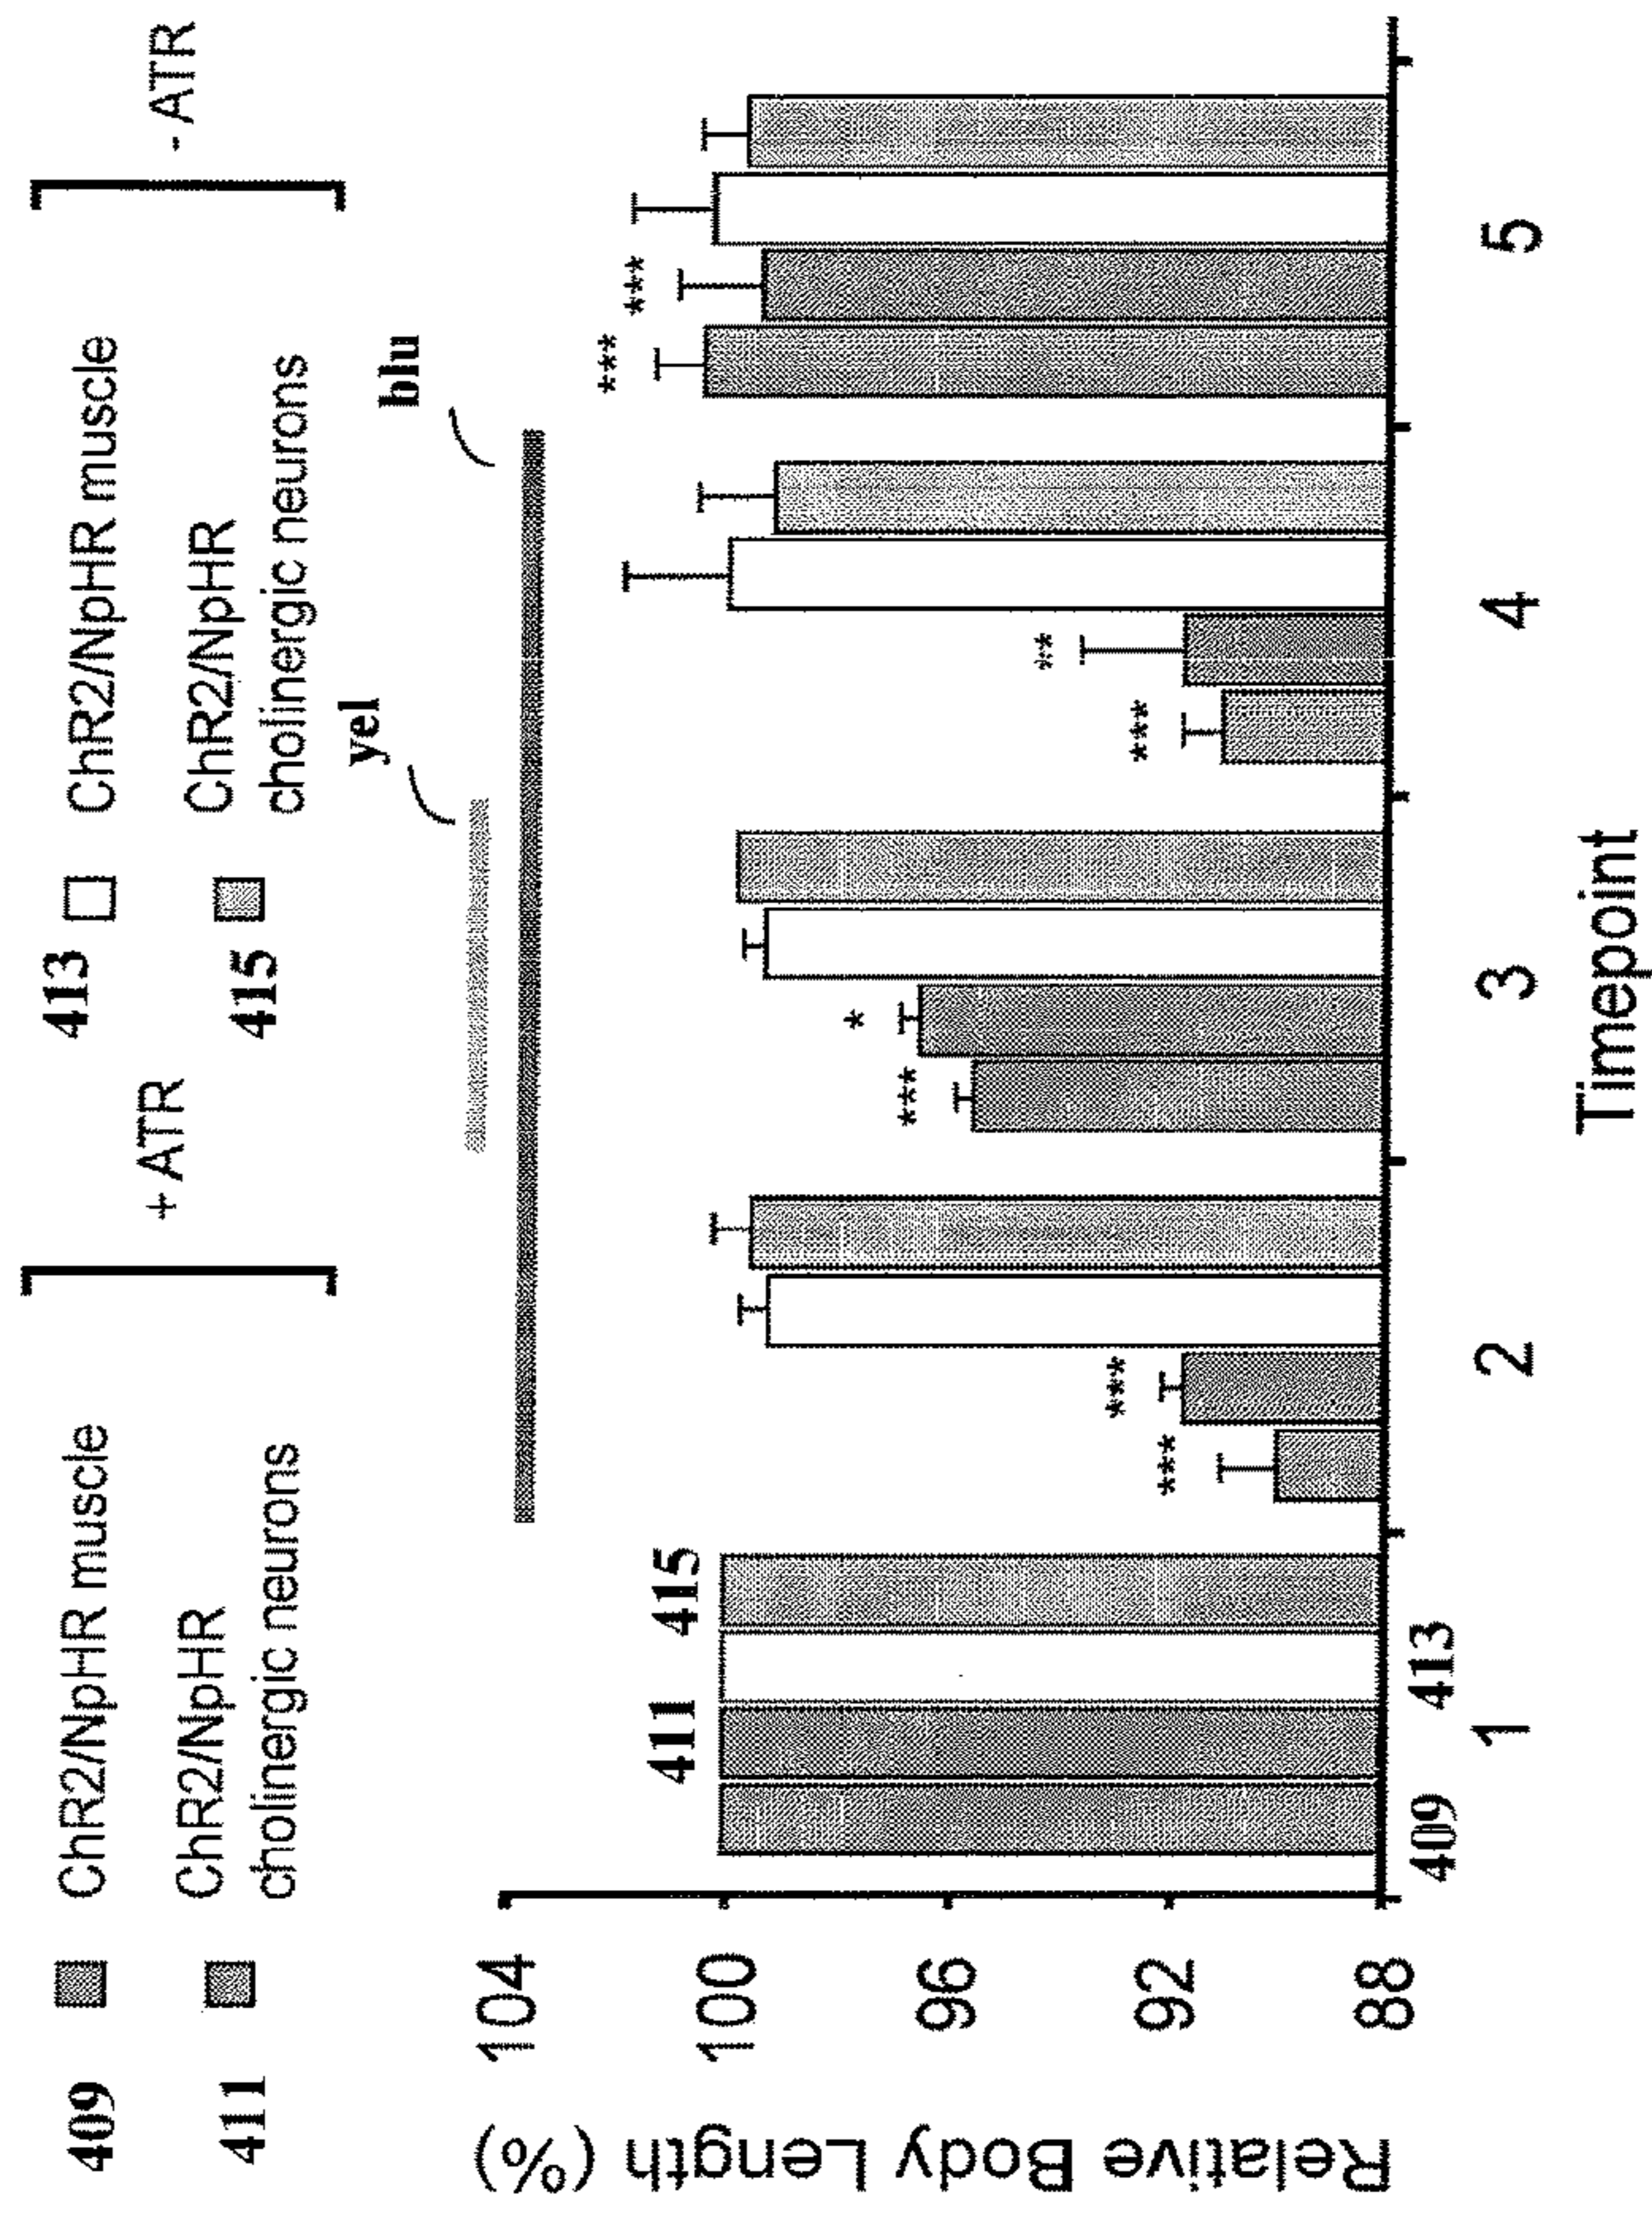 409 ChR2/NpHR muscle
411 ChR2/NpHR
cholinergic neurons
+ ATR
413 ChR2/NpHR muscle
415 ChR2/NpHR
cholinergic neurons
- ATR
yel
blu
Relative Body Length (%)
104
100
96
92
88
411
415
409
413
***
***
***
*
***
**
***
***
1
2
3
4
5
Timepoint